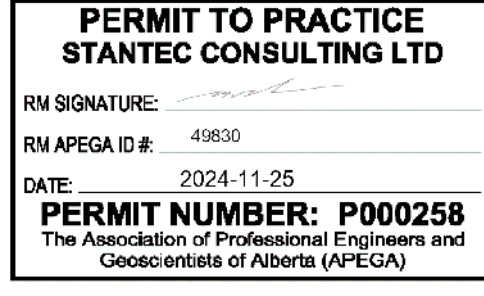 PERMIT TO PRACTICE
STANTEC CONSULTING LTD
RM SIGNATURE:
RM APEGA ID #: 49830
DATE: 2024-11-25
PERMIT NUMBER: P000258
The Association of Professional Engineers and
Geoscientists of Alberta (APEGA)